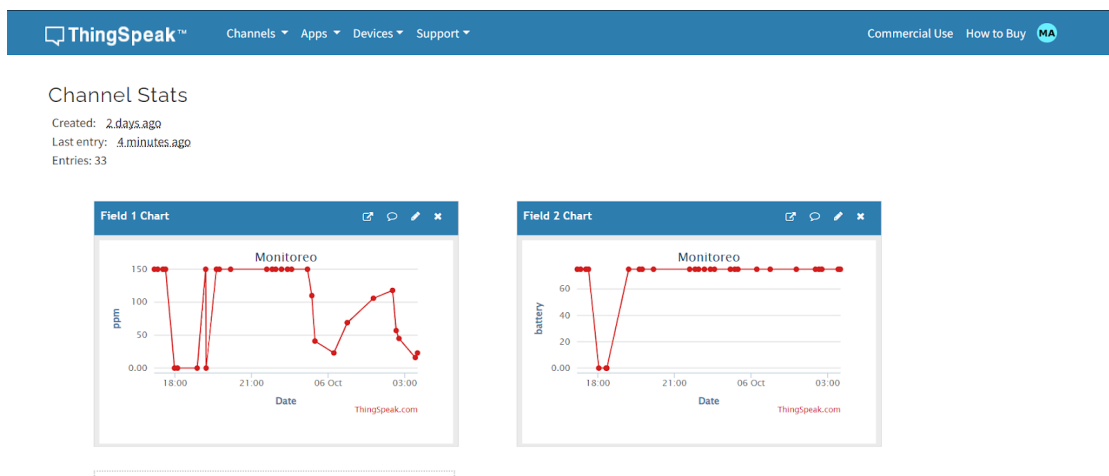 ThingSpeak™ Channels Apps Devices Support Commercial Use How to Buy MA
Channel Stats
Created: 2 days ago
Last entry: 4 minutes ago
Entries: 33
Field 1 Chart
Monitoreo
150
100
50
0.00
ppm
18:00 21:00 06 Oct 03:00
Date
ThingSpeak.com
Field 2 Chart
Monitoreo
60
40
20
0.00
battery
18:00 21:00 06 Oct 03:00
Date
ThingSpeak.com